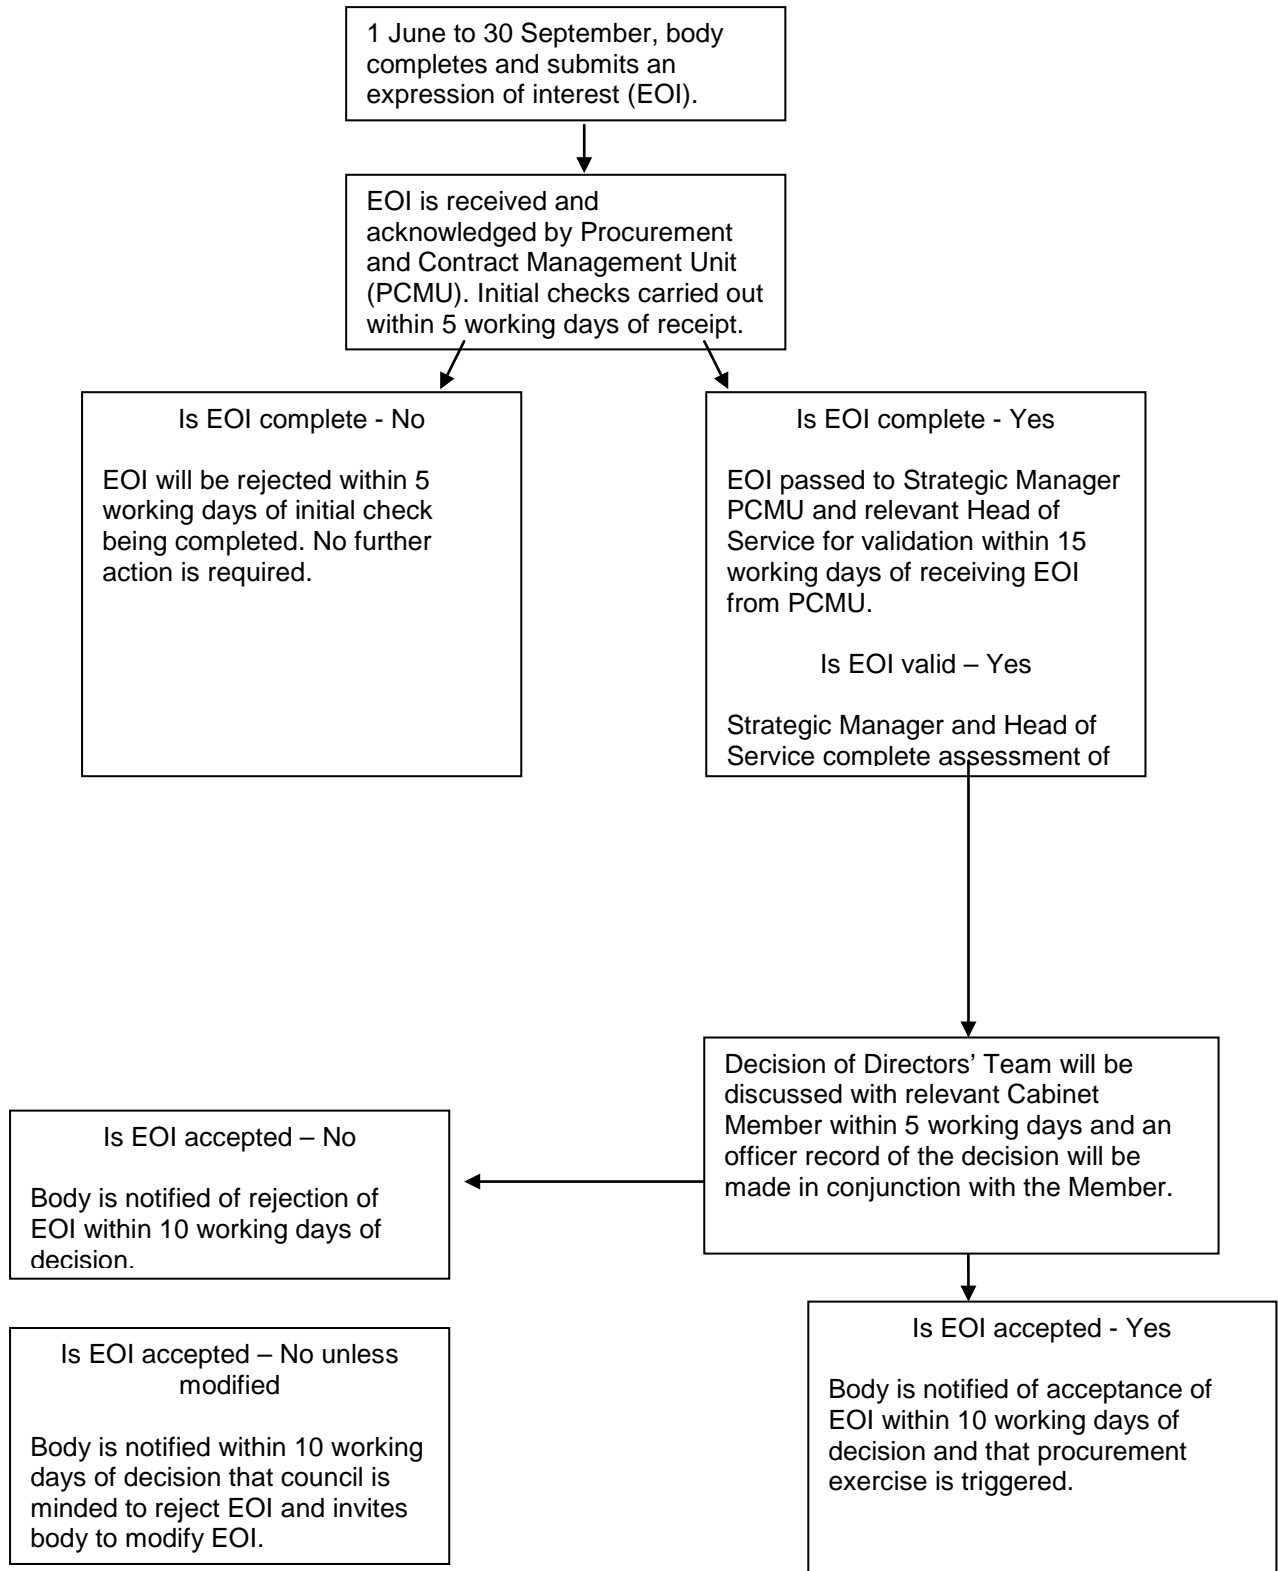 1 June to 30 September, body
completes and submits an
expression of interest (EOI).
EOI is received and
acknowledged by Procurement
and Contract Management Unit
(PCMU). Initial checks carried out
within 5 working days of receipt.
Is EOI complete - No
EOI will be rejected within 5
working days of initial check
being completed. No further
action is required.
Is EOI complete - Yes
EOI passed to Strategic Manager
PCMU and relevant Head of
Service for validation within 15
working days of receiving EOI
from PCMU.
Is EOI valid – Yes
Strategic Manager and Head of
Service complete assessment of
Decision of Directors’ Team will be
discussed with relevant Cabinet
Member within 5 working days and an
officer record of the decision will be
made in conjunction with the Member.
Is EOI accepted – No
Body is notified of rejection of
EOI within 10 working days of
decision.
Is EOI accepted – No unless
modified
Body is notified within 10 working
days of decision that council is
minded to reject EOI and invites
body to modify EOI.
Is EOI accepted - Yes
Body is notified of acceptance of
EOI within 10 working days of
decision and that procurement
exercise is triggered.